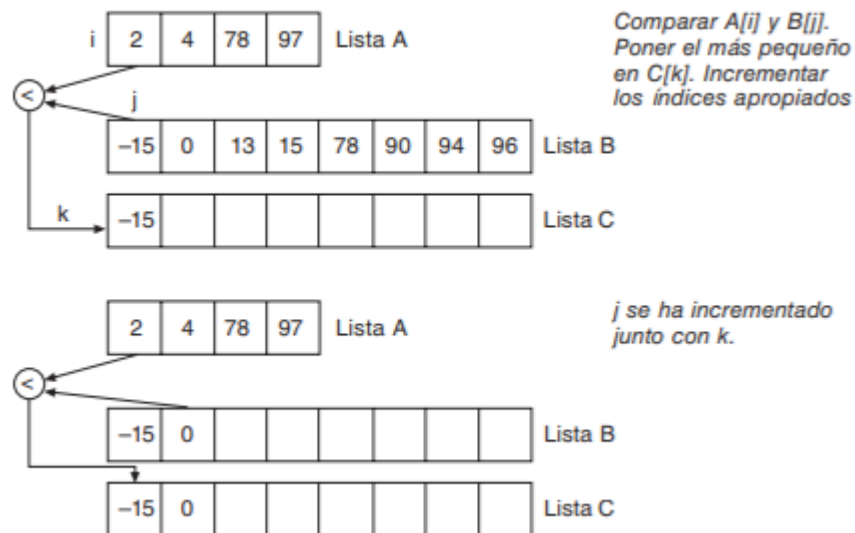 i 2 4 78 97 Lista A
Comparar A[i] y B[j].
Poner el más pequeño
en C[k]. Incrementar
los índices apropiados
<
j
–15 0 13 15 78 90 94 96 Lista B
k –15 Lista C
2 4 78 97 Lista A
j se ha incrementado
junto con k.
<
–15 0 Lista B
–15 0 Lista C